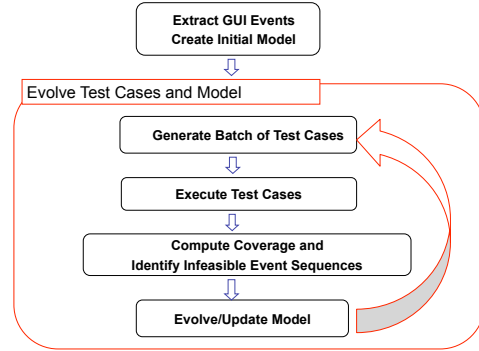 Extract GUI Events
Create Initial Model
Evolve Test Cases and Model
Generate Batch of Test Cases
Execute Test Cases
Compute Coverage and
Identify Infeasible Event Sequences
Evolve/Update Model